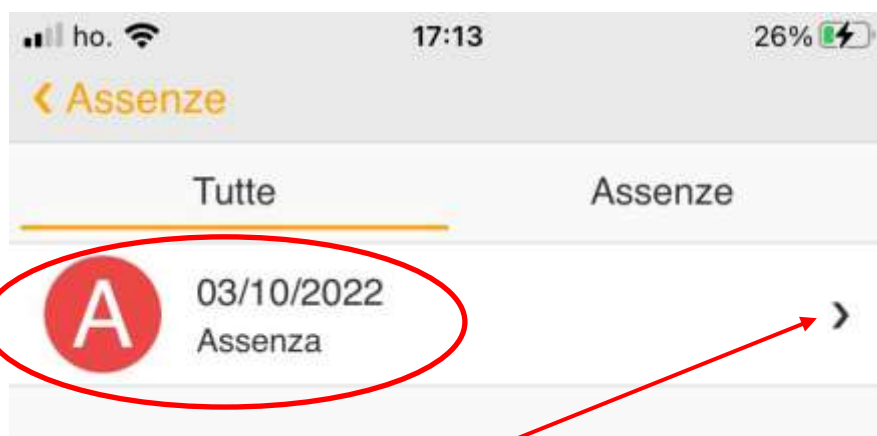 ho. 17:13 26%
< Assenze
Tutte Assenze
A 03/10/2022
Assenza